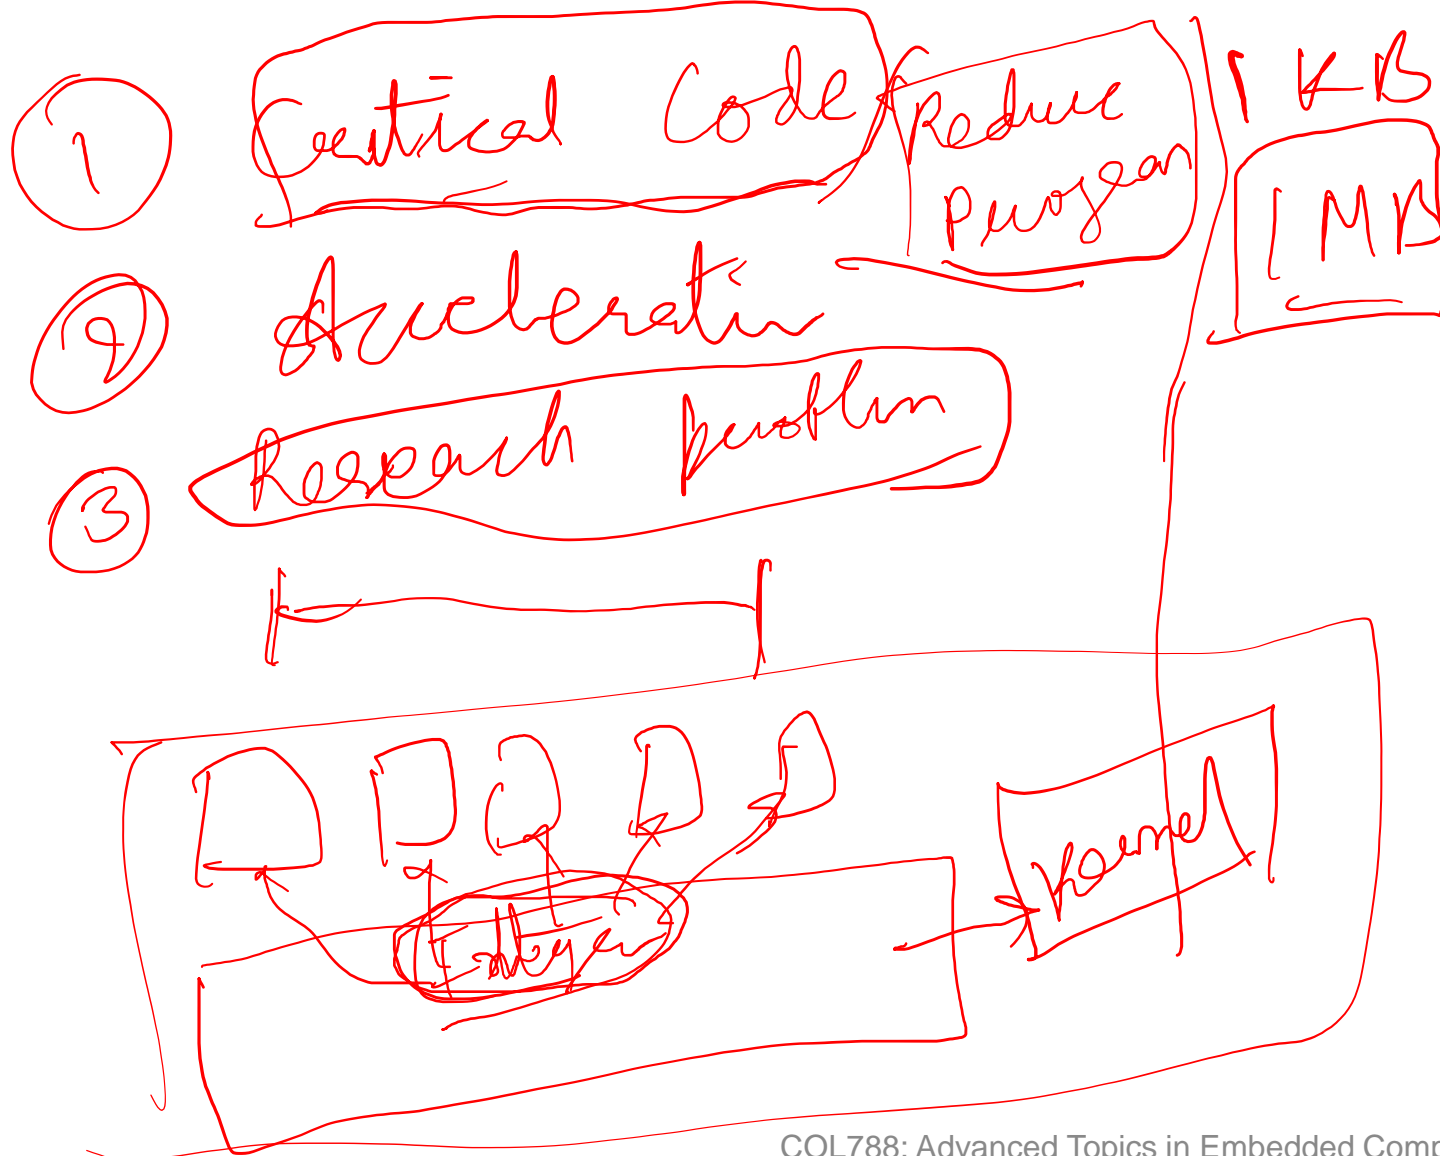 1 Critical Code Reduce 1 KB
Program 1 MB
2 Acceleration
3 Research problem
Kernel
COL788: Advanced Topics in Embedded Comp